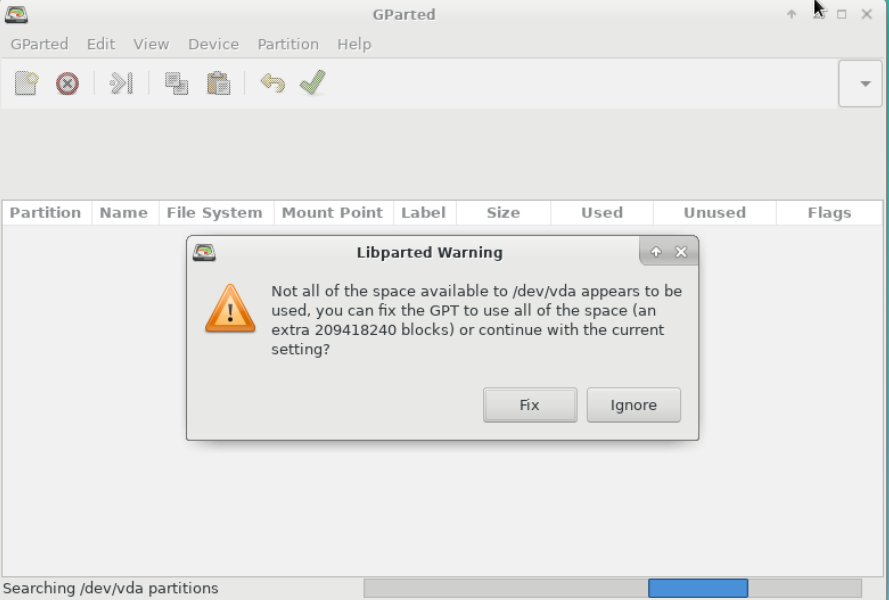 GParted
GParted Edit View Device Partition Help
Partition Name File System Mount Point Label Size Used Unused Flags
Libparted Warning
Not all of the space available to /dev/vda appears to be
used, you can fix the GPT to use all of the space (an
extra 209418240 blocks) or continue with the current
setting?
Fix Ignore
Searching /dev/vda partitions